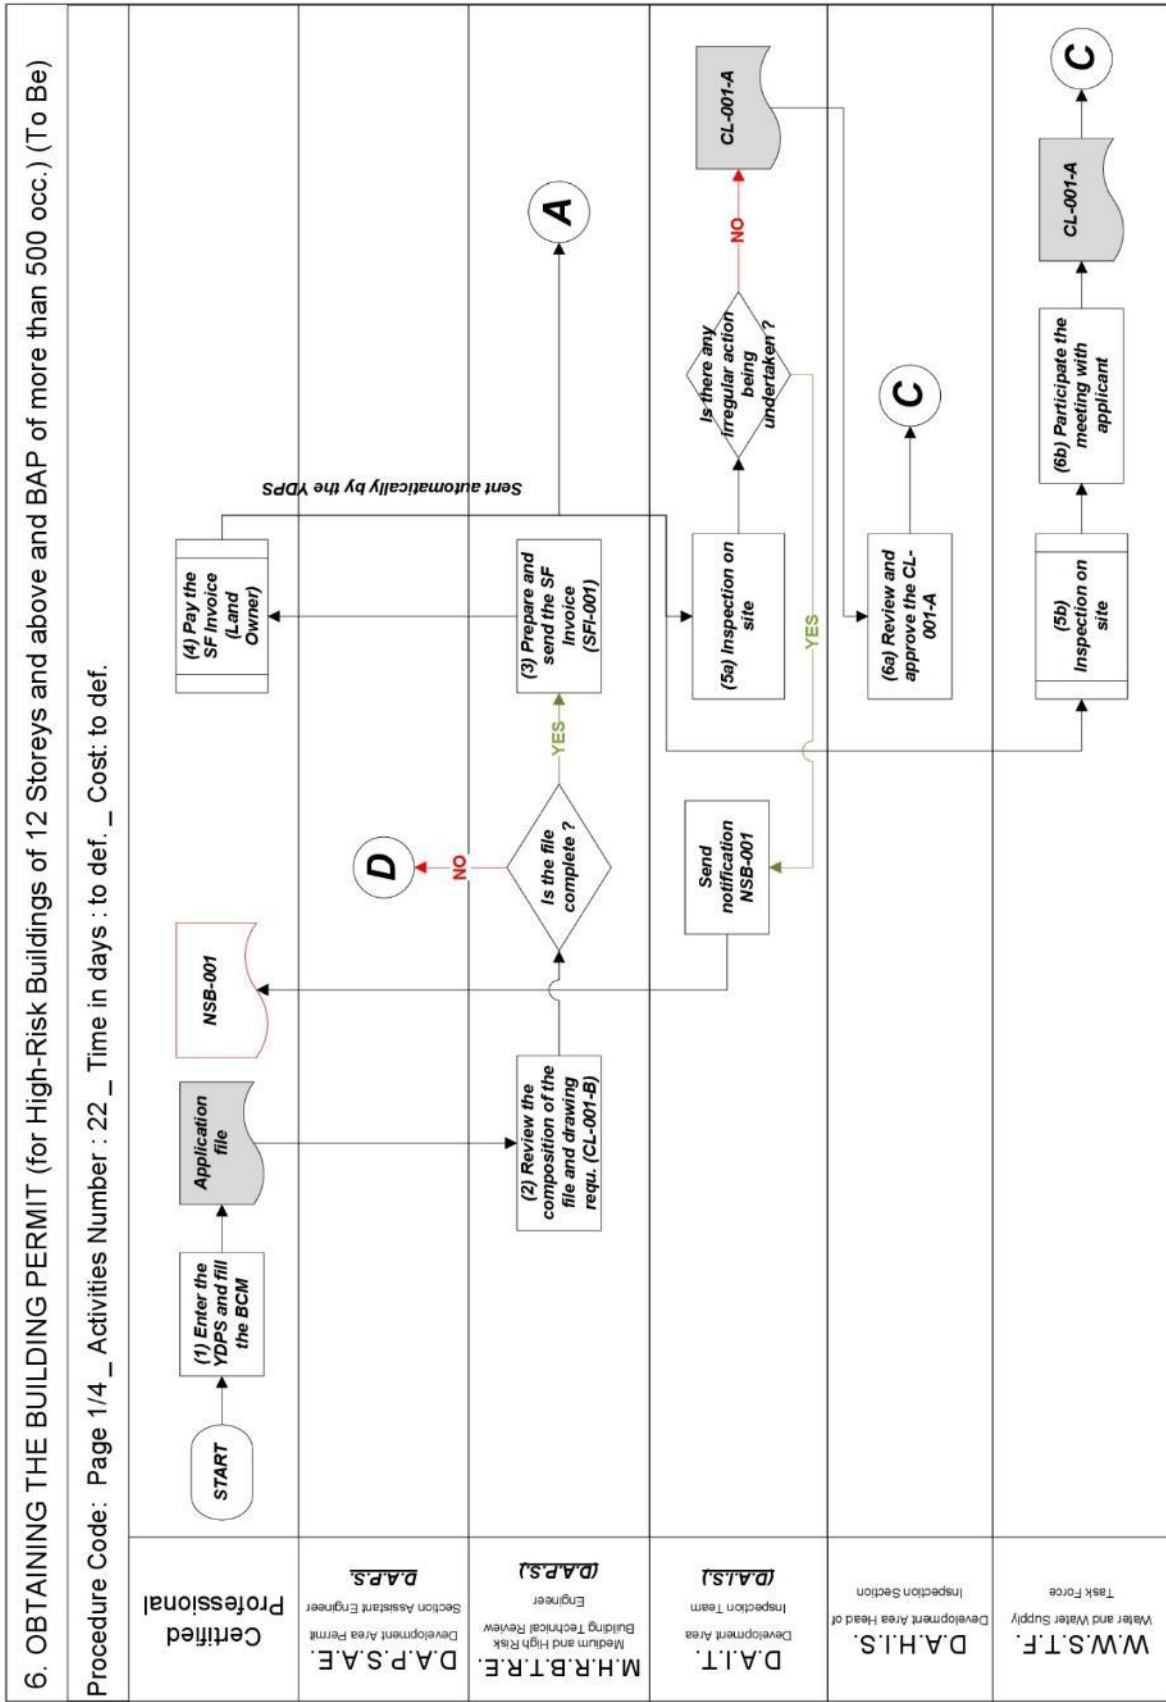 6. OBTAINING THE BUILDING PERMIT (for High-Risk Buildings of 12 Storeys and above and BAP of more than 500 occ.) (To Be)
Procedure Code: Page 1/4 _ Activities Number : 22 _ Time in days : to def. _ Cost: to def.
Certified
Professional
START
(1) Enter the
YDPS and fill
the BCM
Application
file
NSB-001
(4) Pay the
SF Invoice
(Land
Owner)
Sent automatically by the YDPS
D.A.P.S.A.E.
Development Area Permit
Section Assistant Engineer
D.A.P.S.
D
NO
M.H.R.B.T.R.E.
Medium and High Risk
Building Technical Review
Engineer
(D.A.P.S.)
(2) Review the
composition of the
file and drawing
requ. (CL-001-B)
Is the file
complete ?
YES
(3) Prepare and
send the SF
Invoice
(SFI-001)
A
D.A.I.T.
Development Area
Inspection Team
(D.A.I.S.)
Send
notification
NSB-001
(5a) Inspection on
site
Is there any
irregular action
being
undertaken ?
NO
CL-001-A
YES
D.A.H.I.S.
Development Area Head of
Inspection Section
(6a) Review and
approve the CL-
001-A
C
W.W.S.T.F.
Water and Water Supply
Task Force
(5b)
Inspection on
site
(6b) Participate the
meeting with
applicant
CL-001-A
C